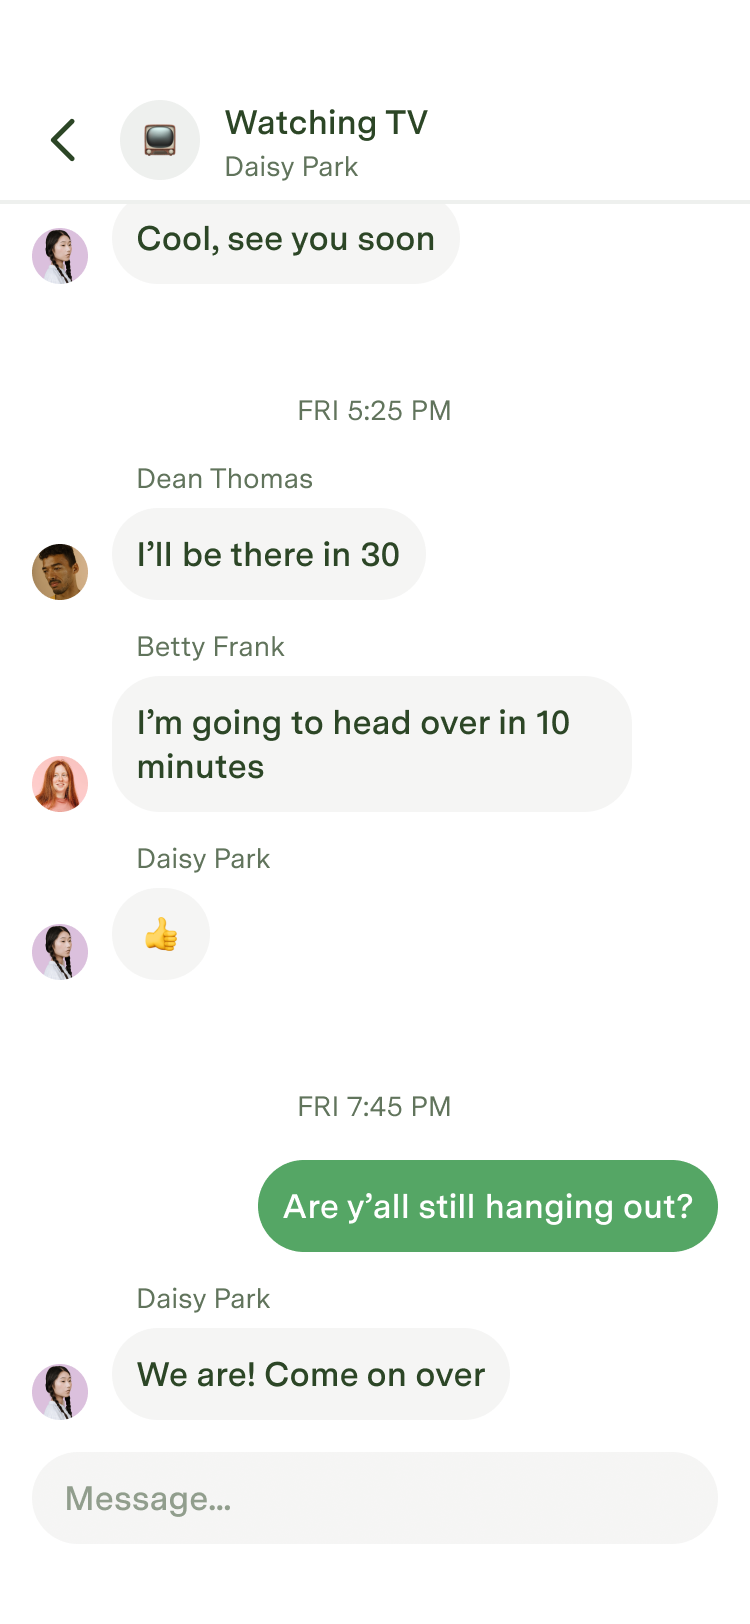 Watching TV
Daisy Park
Cool, see you soon
FRI 5:25 PM
Dean Thomas
I’ll be there in 30
Betty Frank
I’m going to head over in 10
minutes
Daisy Park
👍
FRI 7:45 PM
Are y’all still hanging out?
Daisy Park
We are! Come on over
Message...